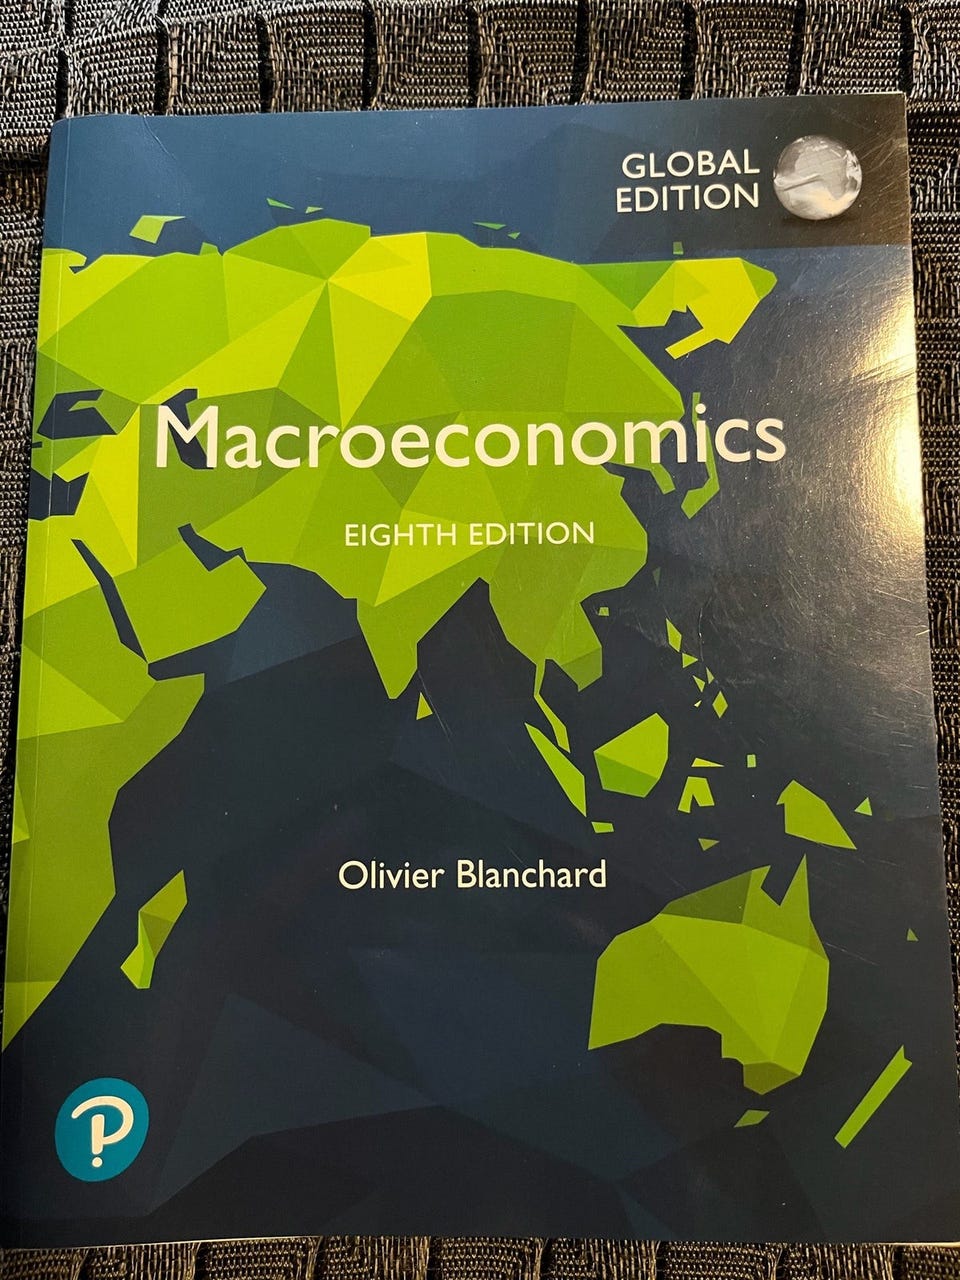 GLOBAL
EDITION
Macroeconomics
EIGHTH EDITION
Olivier Blanchard
P